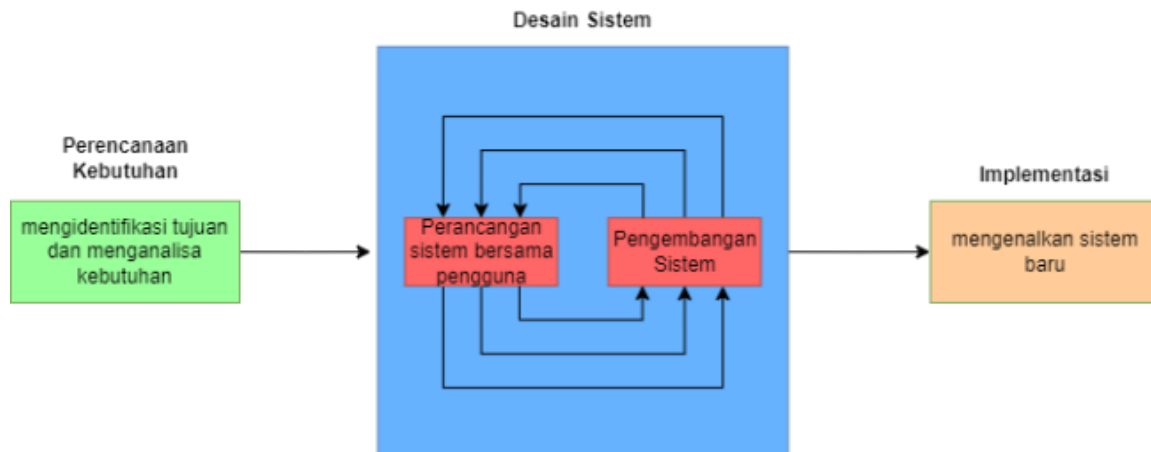 Desain Sistem
Perencanaan
Kebutuhan
mengidentifikasi tujuan
dan menganalisa
kebutuhan
Perancangan
sistem bersama
pengguna
Pengembangan
Sistem
Implementasi
mengenalkan sistem
baru